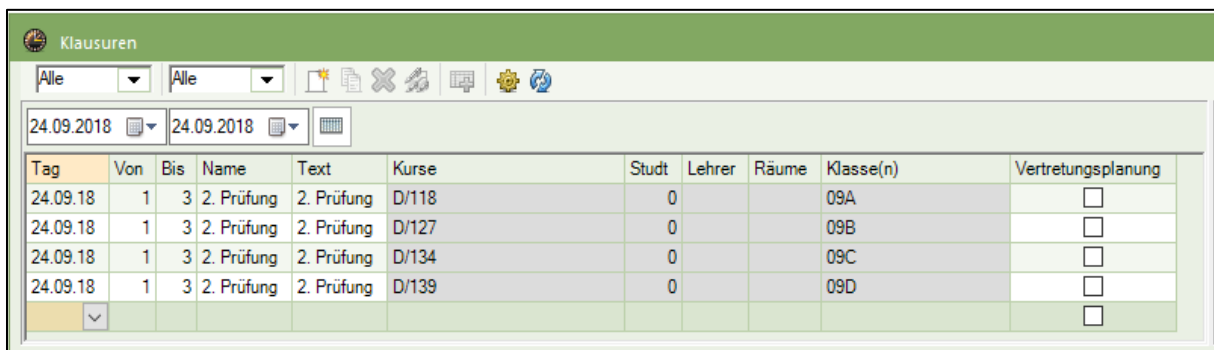 Klausuren
Alle Alle
24.09.2018 24.09.2018
Tag Von Bis Name Text Kurse Studt Lehrer Räume Klasse(n) Vertretungsplanung
24.09.18 1 3 2. Prüfung 2. Prüfung D/118 0 09A
24.09.18 1 3 2. Prüfung 2. Prüfung D/127 0 09B
24.09.18 1 3 2. Prüfung 2. Prüfung D/134 0 09C
24.09.18 1 3 2. Prüfung 2. Prüfung D/139 0 09D